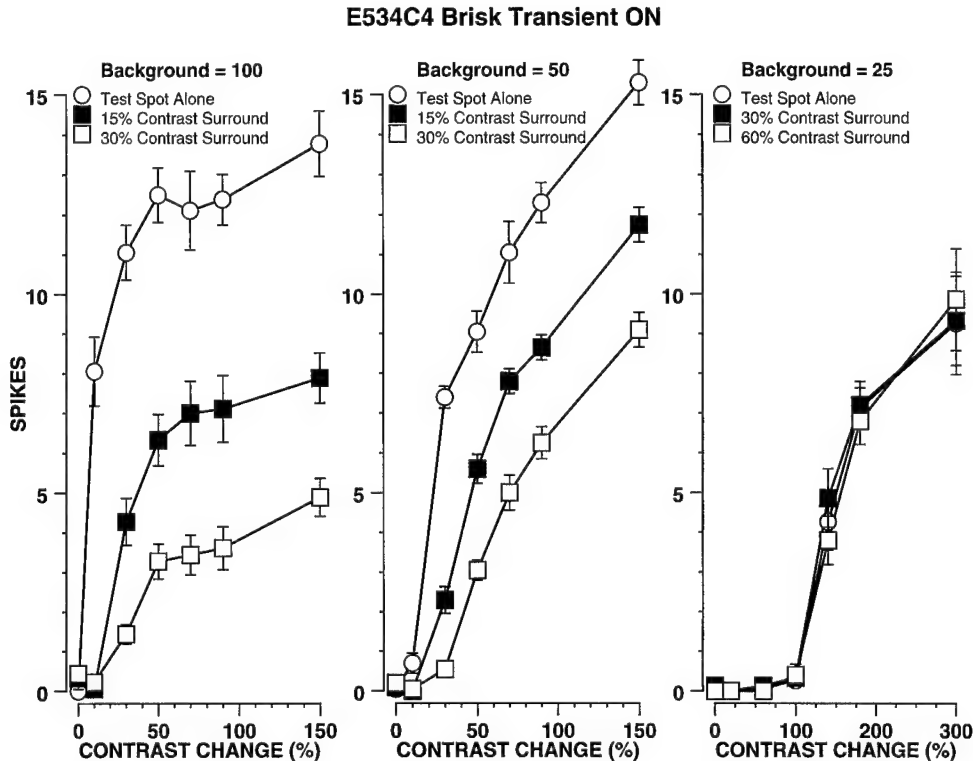 E534C4 Brisk Transient ON
Background = 100
Test Spot Alone
15% Contrast Surround
30% Contrast Surround
Background = 50
Test Spot Alone
15% Contrast Surround
30% Contrast Surround
Background = 25
Test Spot Alone
30% Contrast Surround
60% Contrast Surround
SPIKES
15
10
5
0
0 50 100 150
CONTRAST CHANGE (%)
15
10
5
0
0 50 100 150
CONTRAST CHANGE (%)
15
10
5
0
0 100 200 300
CONTRAST CHANGE (%)